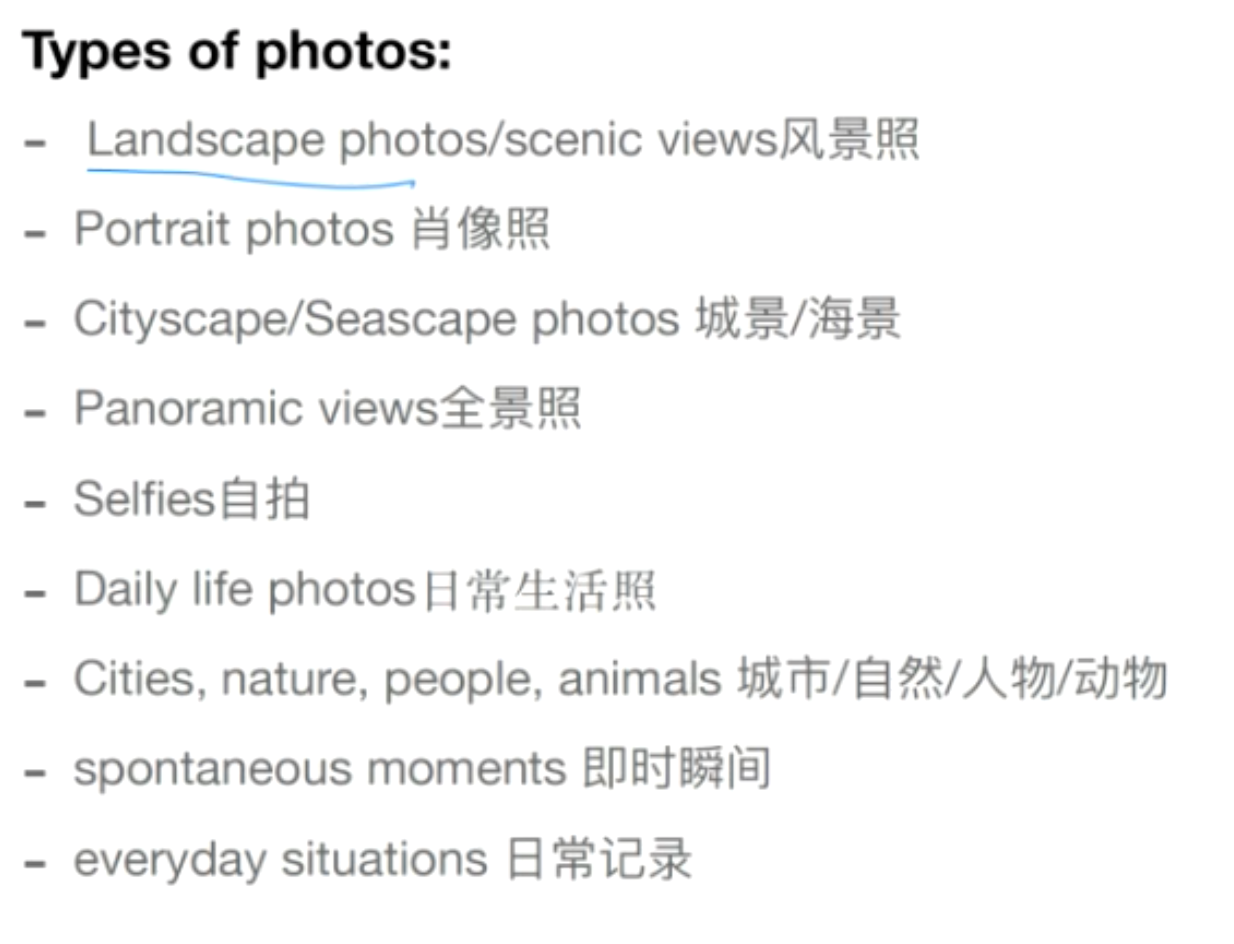 Types of photos:
- Landscape photos/scenic views风景照
- Portrait photos 肖像照
- Cityscape/Seascape photos 城景/海景
- Panoramic views全景照
- Selfies自拍
- Daily life photos日常生活照
- Cities, nature, people, animals 城市/自然/人物/动物
- spontaneous moments 即时瞬间
- everyday situations 日常记录